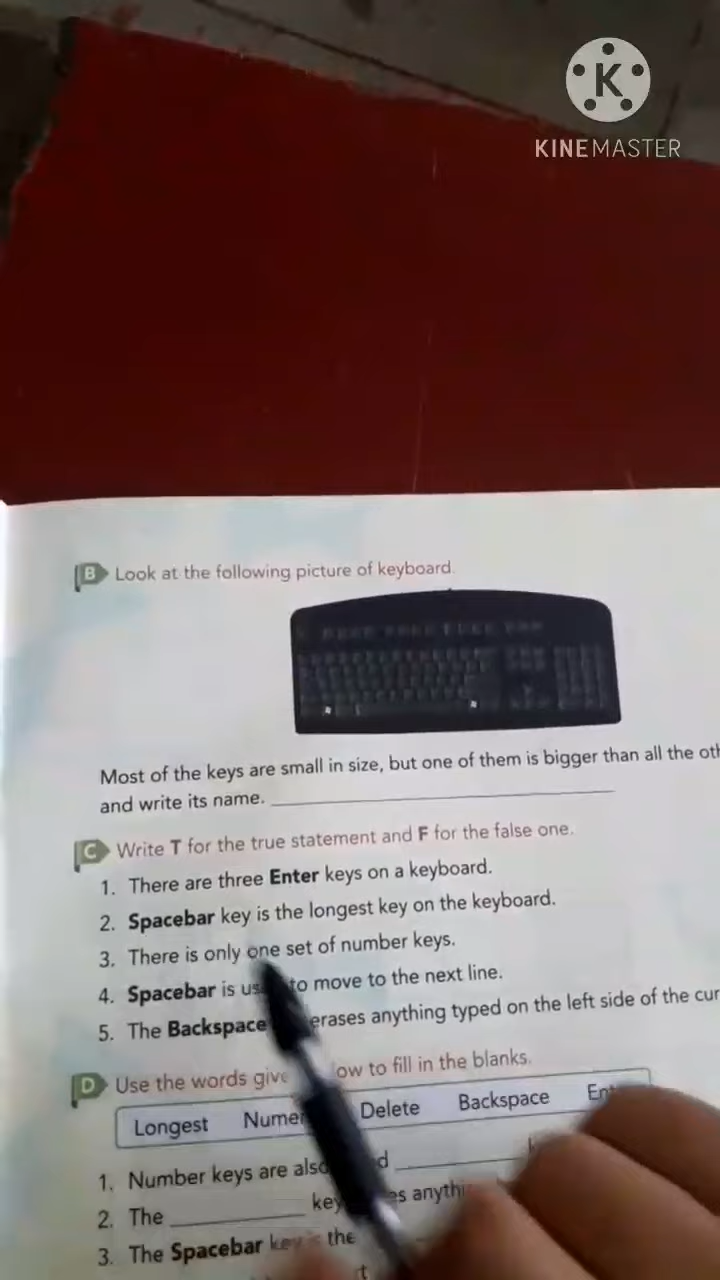 K
KINEMASTER
B Look at the following picture of keyboard.
Most of the keys are small in size, but one of them is bigger than all the
and write its name.
C Write T for the true statement and F for the false one.
1. There are three Enter keys on a keyboard.
2. Spacebar key is the longest key on the keyboard.
3. There is only one set of number keys.
4. Spacebar is to move to the next line.
5. The Backspace erases anything typed on the left side of the
D Use the words to fill in the blanks.
Longest Delete Backspace
1. Number keys are
2. The ________ key
3. The Spacebar key is the